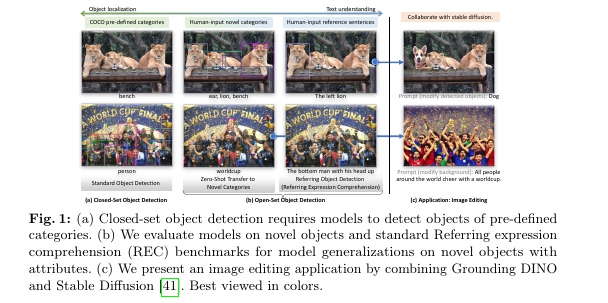 Object localization Text understanding
COCO pre-defined categories Human-input novel categories Human-input reference sentences Collaborate with stable diffusion.
bench ear, lion, bench The left lion Prompt (modify detected objects): Dog
WORLD CUP FINAL WORLD CUP FINAL WORLD CUP FINAL
person worldcup The bottom man with his head up Prompt (modify background): All people
around the world cheer with a worldcup.
Standard Object Detection Zero-Shot Transfer to Referring Object Detection
Novel Categories (Referring Expression Comprehension)
(a) Closed-Set Object Detection (b) Open-Set Object Detection (c) Application: Image Editing
Fig. 1: (a) Closed-set object detection requires models to detect objects of pre-defined
categories. (b) We evaluate models on novel objects and standard Referring expression
comprehension (REC) benchmarks for model generalizations on novel objects with
attributes. (c) We present an image editing application by combining Grounding DINO
and Stable Diffusion [41]. Best viewed in colors.